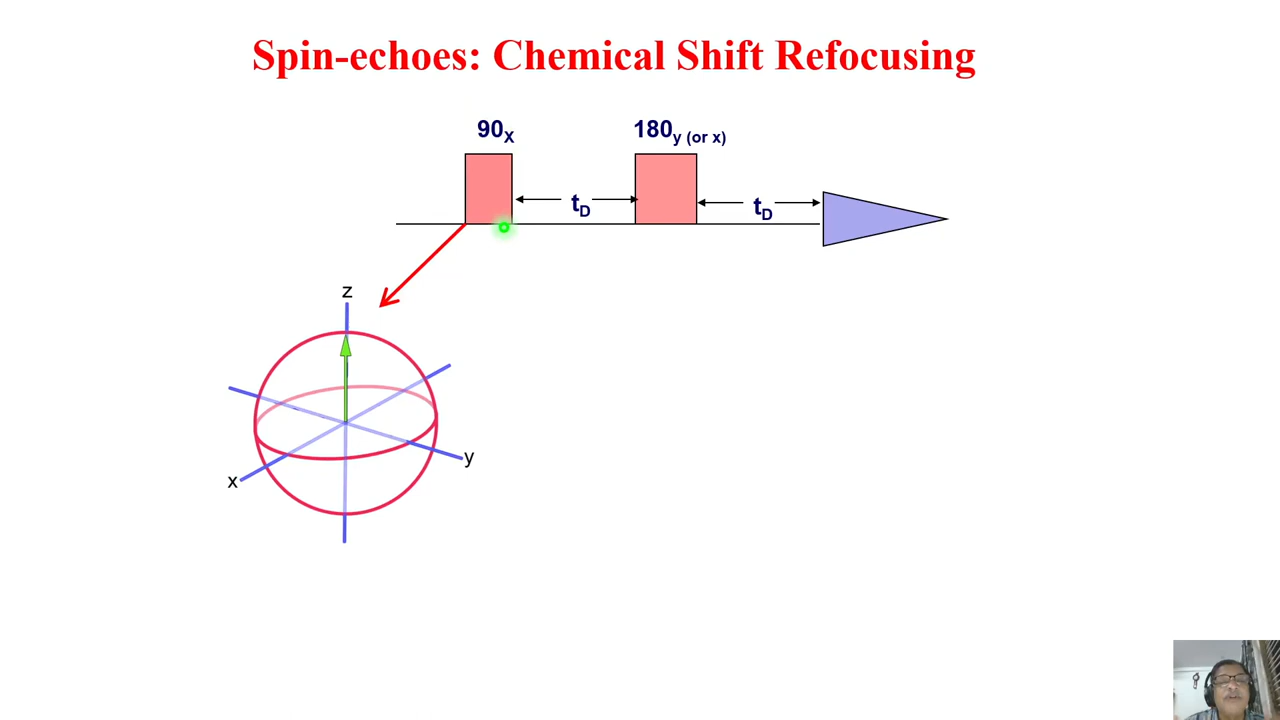 Spin-echoes: Chemical Shift Refocusing
90x 180y (or x)
tD tD
z
y
x